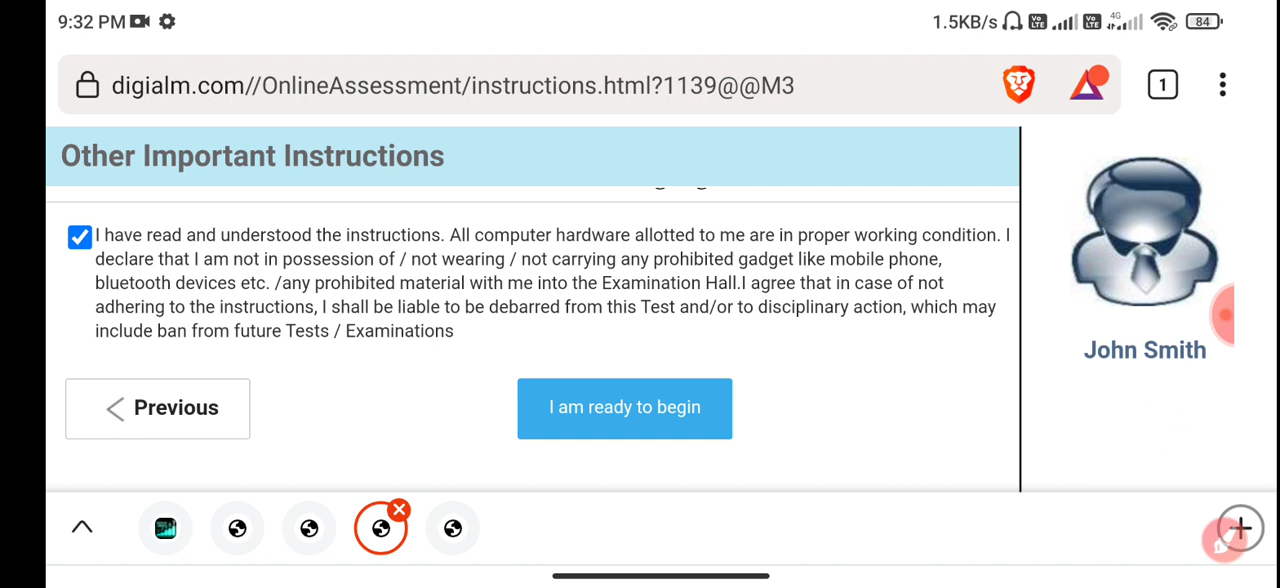 9:32 PM
1.5KB/s Vo LTE Vo LTE 4G 84
digialm.com//OnlineAssessment/instructions.html?1139@@M3
1
Other Important Instructions
I have read and understood the instructions. All computer hardware allotted to me are in proper working condition. I
declare that I am not in possession of / not wearing / not carrying any prohibited gadget like mobile phone,
bluetooth devices etc. /any prohibited material with me into the Examination Hall.I agree that in case of not
adhering to the instructions, I shall be liable to be debarred from this Test and/or to disciplinary action, which may
include ban from future Tests / Examinations
John Smith
Previous
I am ready to begin